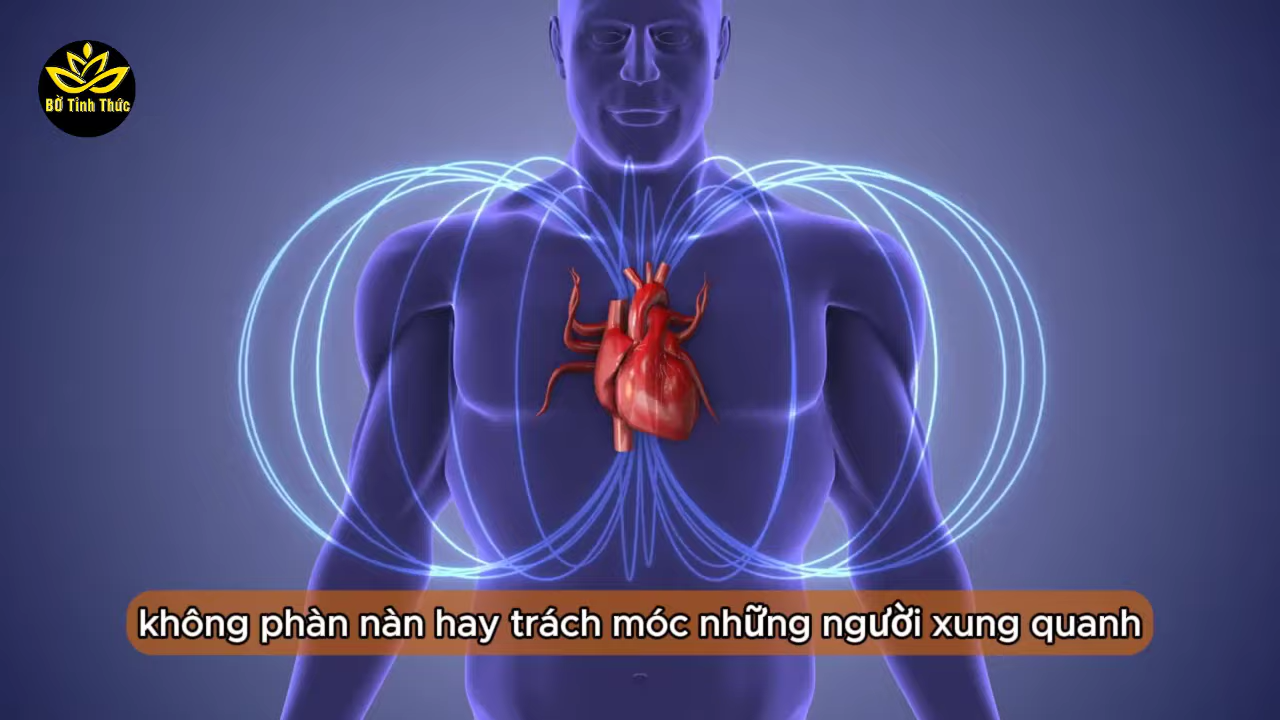 BỜ Tỉnh Thức
không phàn nàn hay trách móc những người xung quanh